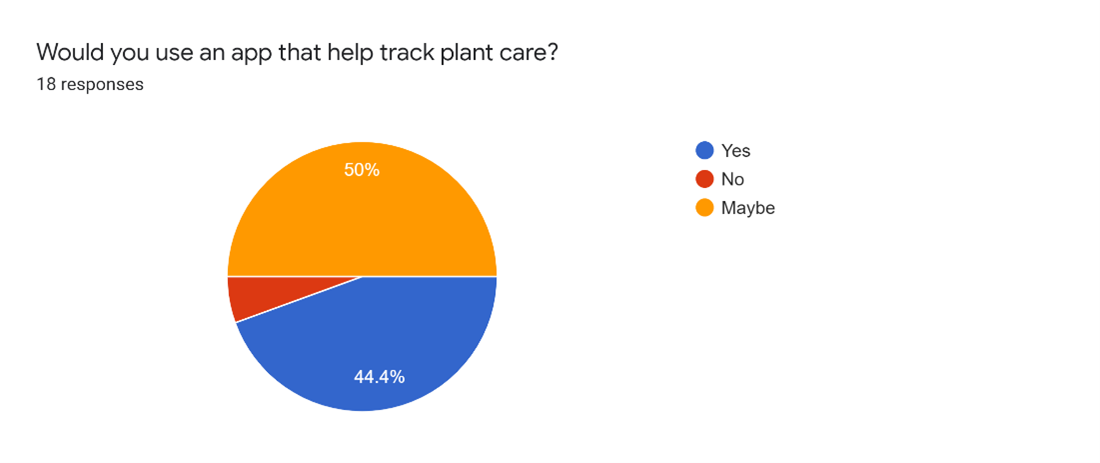 Would you use an app that help track plant care?
18 responses
50%
44.4%
Yes
No
Maybe